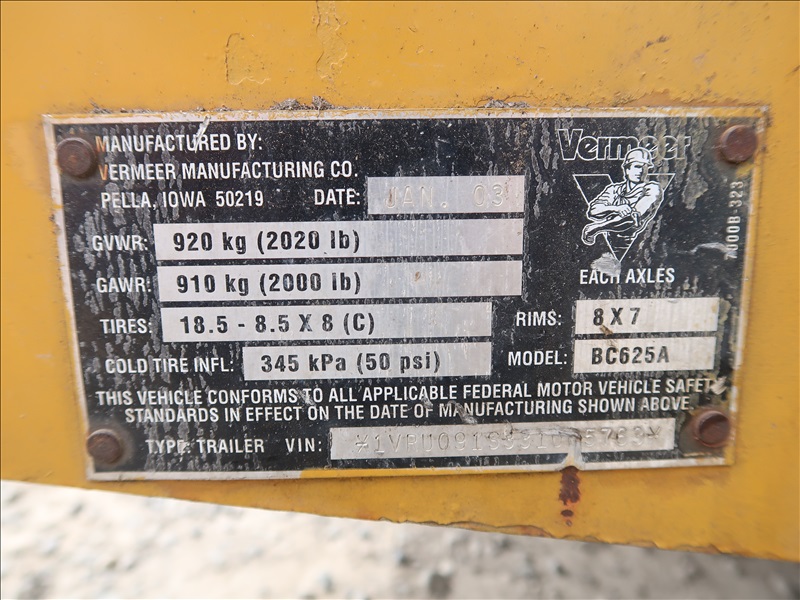 MANUFACTURED BY:
VERMEER MANUFACTURING CO.
PELLA, IOWA 50219 DATE: JAN. 03
Vermeer
GVWR: 920 kg (2020 lb)
GAWR: 910 kg (2000 lb)
EACH AXLES
TIRES: 18.5 - 8.5 X 8 (C) RIMS: 8 X 7
COLD TIRE INFL: 345 kPa (50 psi) MODEL: BC625A
THIS VEHICLE CONFORMS TO ALL APPLICABLE FEDERAL MOTOR VEHICLE SAFETY
STANDARDS IN EFFECT ON THE DATE OF MANUFACTURING SHOWN ABOVE.
TYPE: TRAILER VIN: